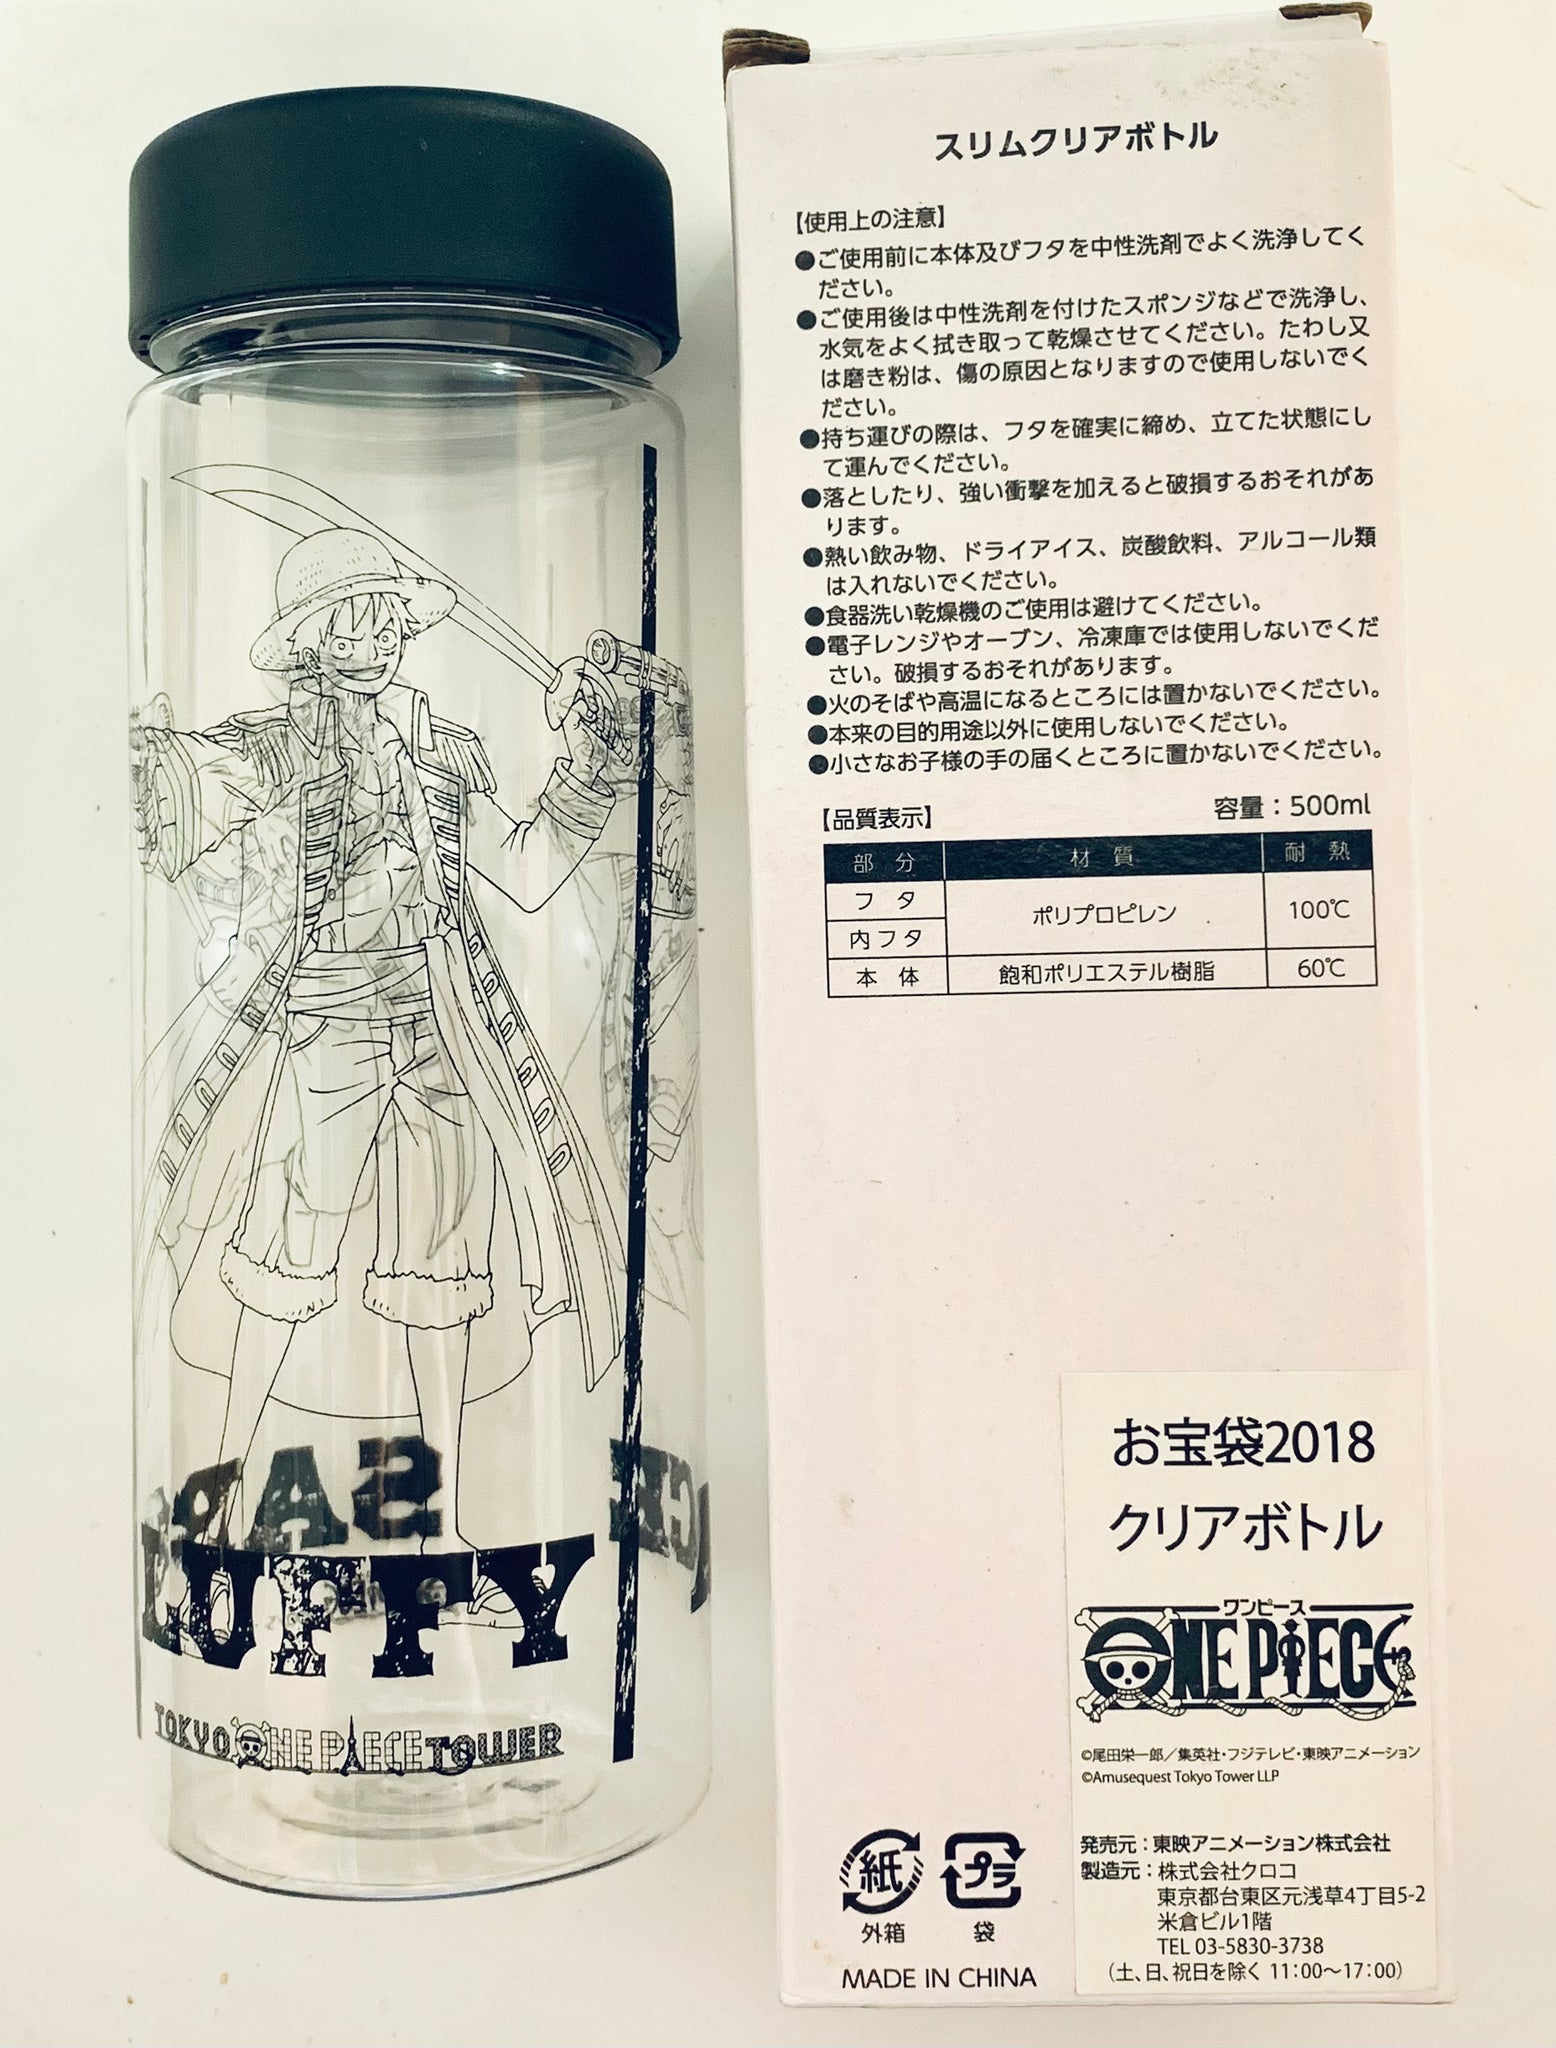 LUFFY
TOKYO ONE PIECE TOWER
スリムクリアボトル
【使用上の注意】
●ご使用前に本体及びフタを中性洗剤でよく洗浄してく
ださい。
●ご使用後は中性洗剤を付けたスポンジなどで洗浄し、
水気をよく拭き取って乾燥させてください。たわし又
は磨き粉は、傷の原因となりますので使用しないでく
ださい。
●持ち運びの際は、フタを確実に締め、立てた状態にし
て運んでください。
●落としたり、強い衝撃を加えると破損するおそれがあ
ります。
●熱い飲み物、ドライアイス、炭酸飲料、アルコール類
は入れないでください。
●食器洗い乾燥機のご使用は避けてください。
●電子レンジやオーブン、冷凍庫では使用しないでくだ
さい。破損するおそれがあります。
●火のそばや高温になるところには置かないでください。
●本来の目的用途以外に使用しないでください。
●小さなお子様の手の届くところに置かないでください。
【品質表示】 容量：500ml
部分 材質 耐熱
フタ ポリプロピレン 100℃
内フタ
本体 飽和ポリエステル樹脂 60℃
お宝袋2018
クリアボトル
ワンピース
ONE PIECE
©尾田栄一郎／集英社・フジテレビ・東映アニメーション
©Amusequest Tokyo Tower LLP
発売元：東映アニメーション株式会社
製造元：株式会社クロコ
東京都台東区元浅草4丁目5-2
米倉ビル1階
TEL 03-5830-3738
（土、日、祝日を除く 11：00～17：00）
紙 プラ
外箱 袋
MADE IN CHINA